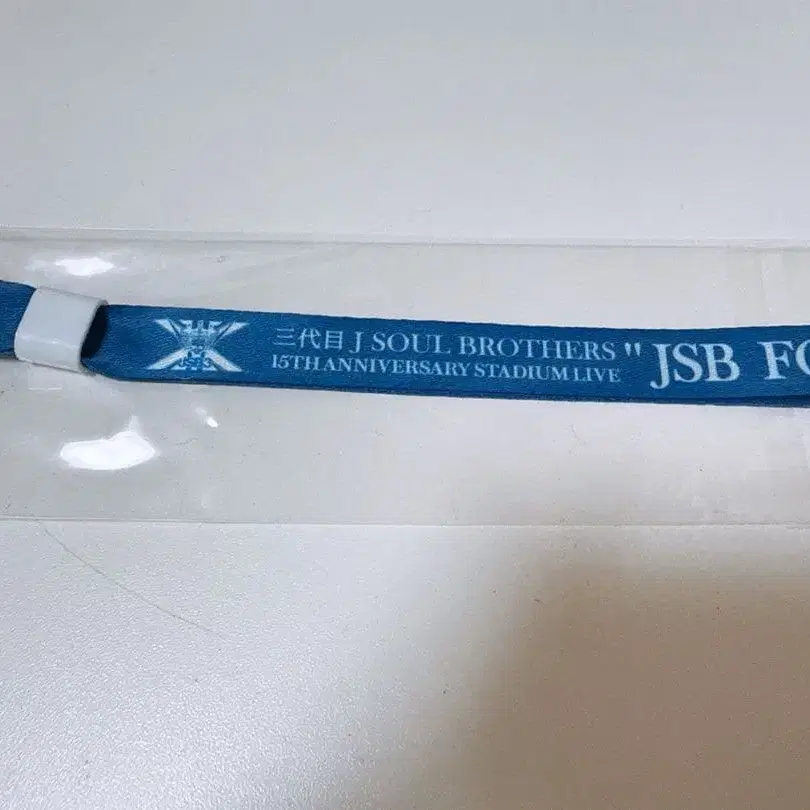 三代目 J SOUL BROTHERS
15TH ANNIVERSARY STADIUM LIVE
" JSB